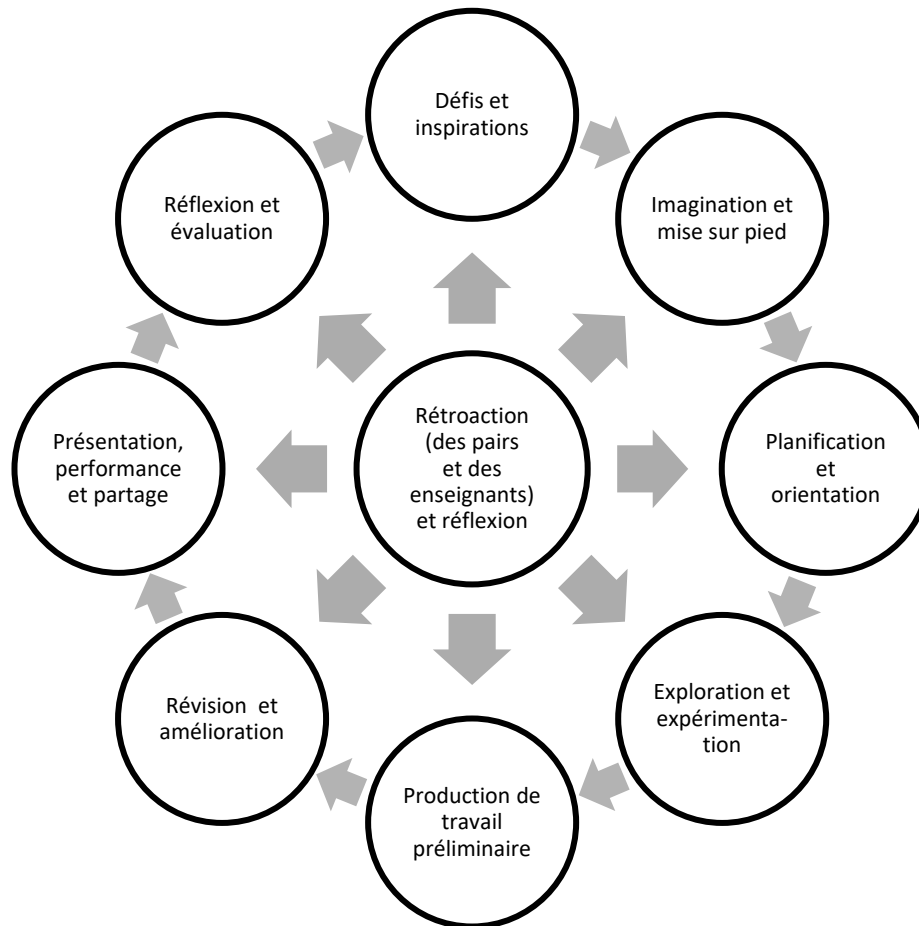 Défis et
inspirations
Imagination et
mise sur pied
Planification
et
orientation
Exploration et
expérimenta-
tion
Production de
travail
préliminaire
Révision et
amélioration
Présentation,
performance
et partage
Réflexion et
évaluation
Rétroaction
(des pairs
et des
enseignants)
et réflexion